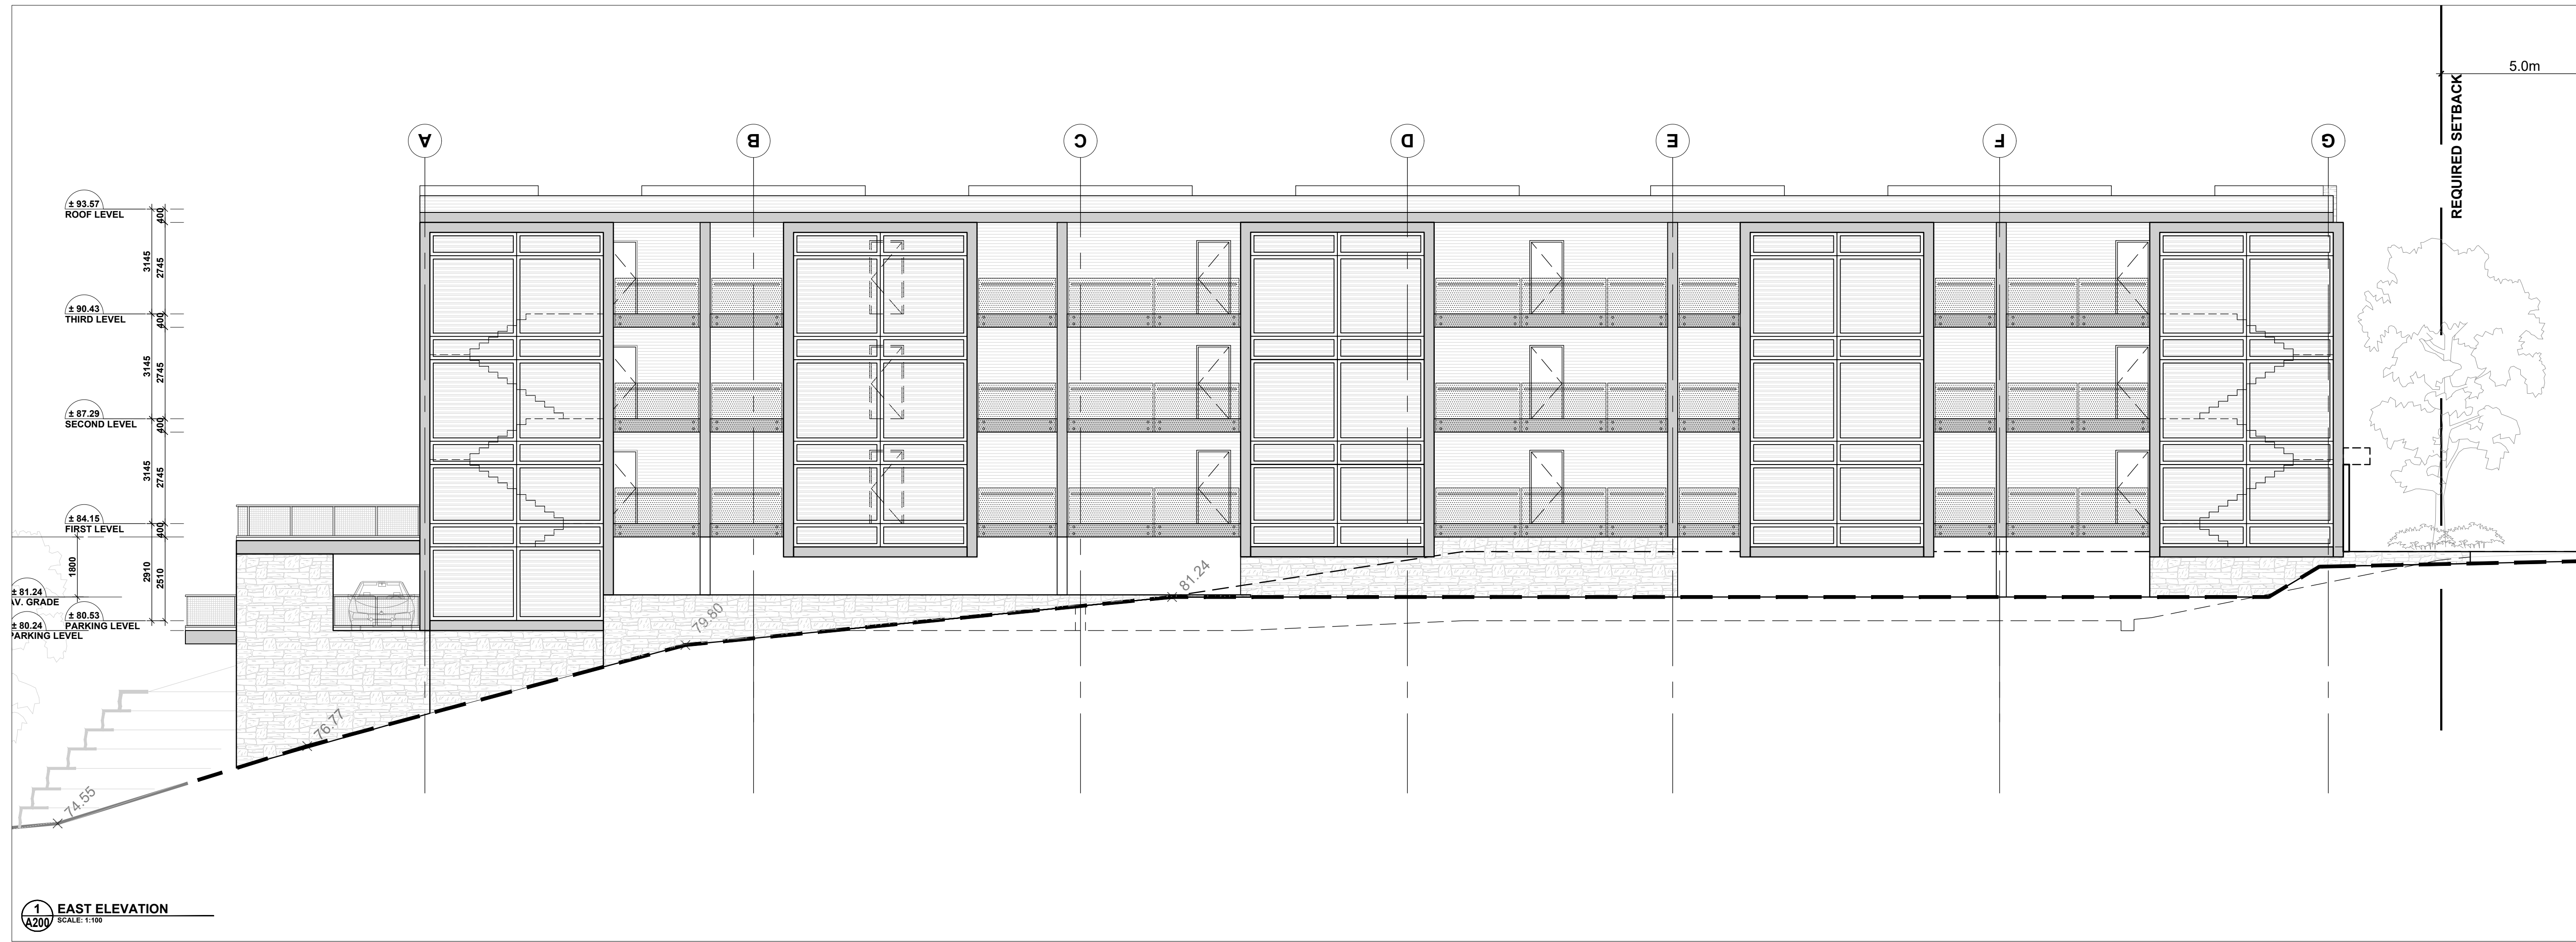 5.0m
REQUIRED SETBACK
A
B
C
D
E
F
G
± 93.57
ROOF LEVEL
400
3145
2745
± 90.43
THIRD LEVEL
400
3145
2745
± 87.29
SECOND LEVEL
400
3145
2745
± 84.15
FIRST LEVEL
400
1800
2910
2510
± 81.24
AV. GRADE
± 80.53
PARKING LEVEL
± 80.24
PARKING LEVEL
81.24
79.80
76.77
74.55
1
A200
EAST ELEVATION
SCALE: 1:100